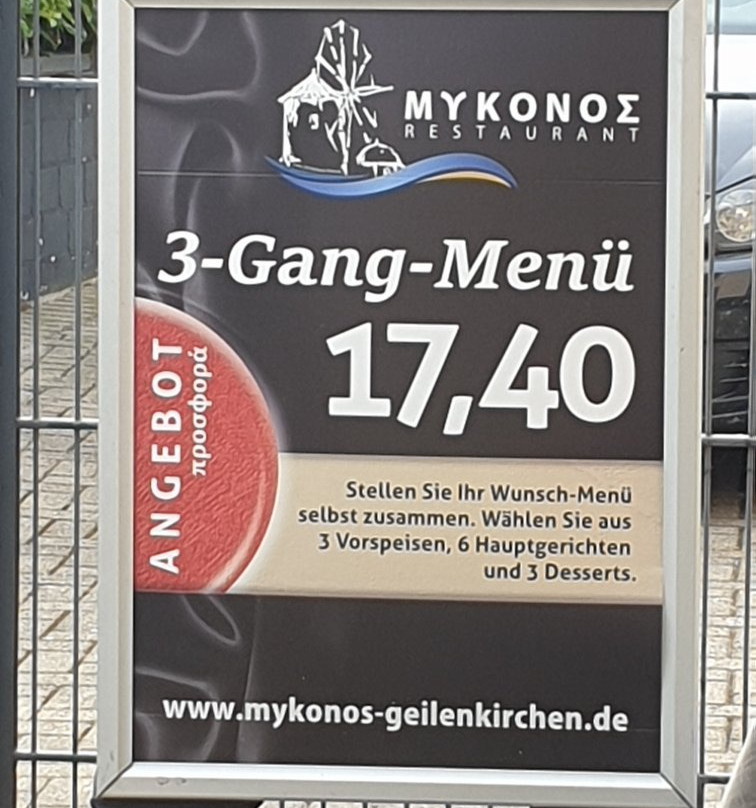 MYKONOΣ
RESTAURANT
3-Gang-Menü
17,40
ANGEBOT
προσφορά
Stellen Sie Ihr Wunsch-Menü
selbst zusammen. Wählen Sie aus
3 Vorspeisen, 6 Hauptgerichten
und 3 Desserts.
www.mykonos-geilenkirchen.de